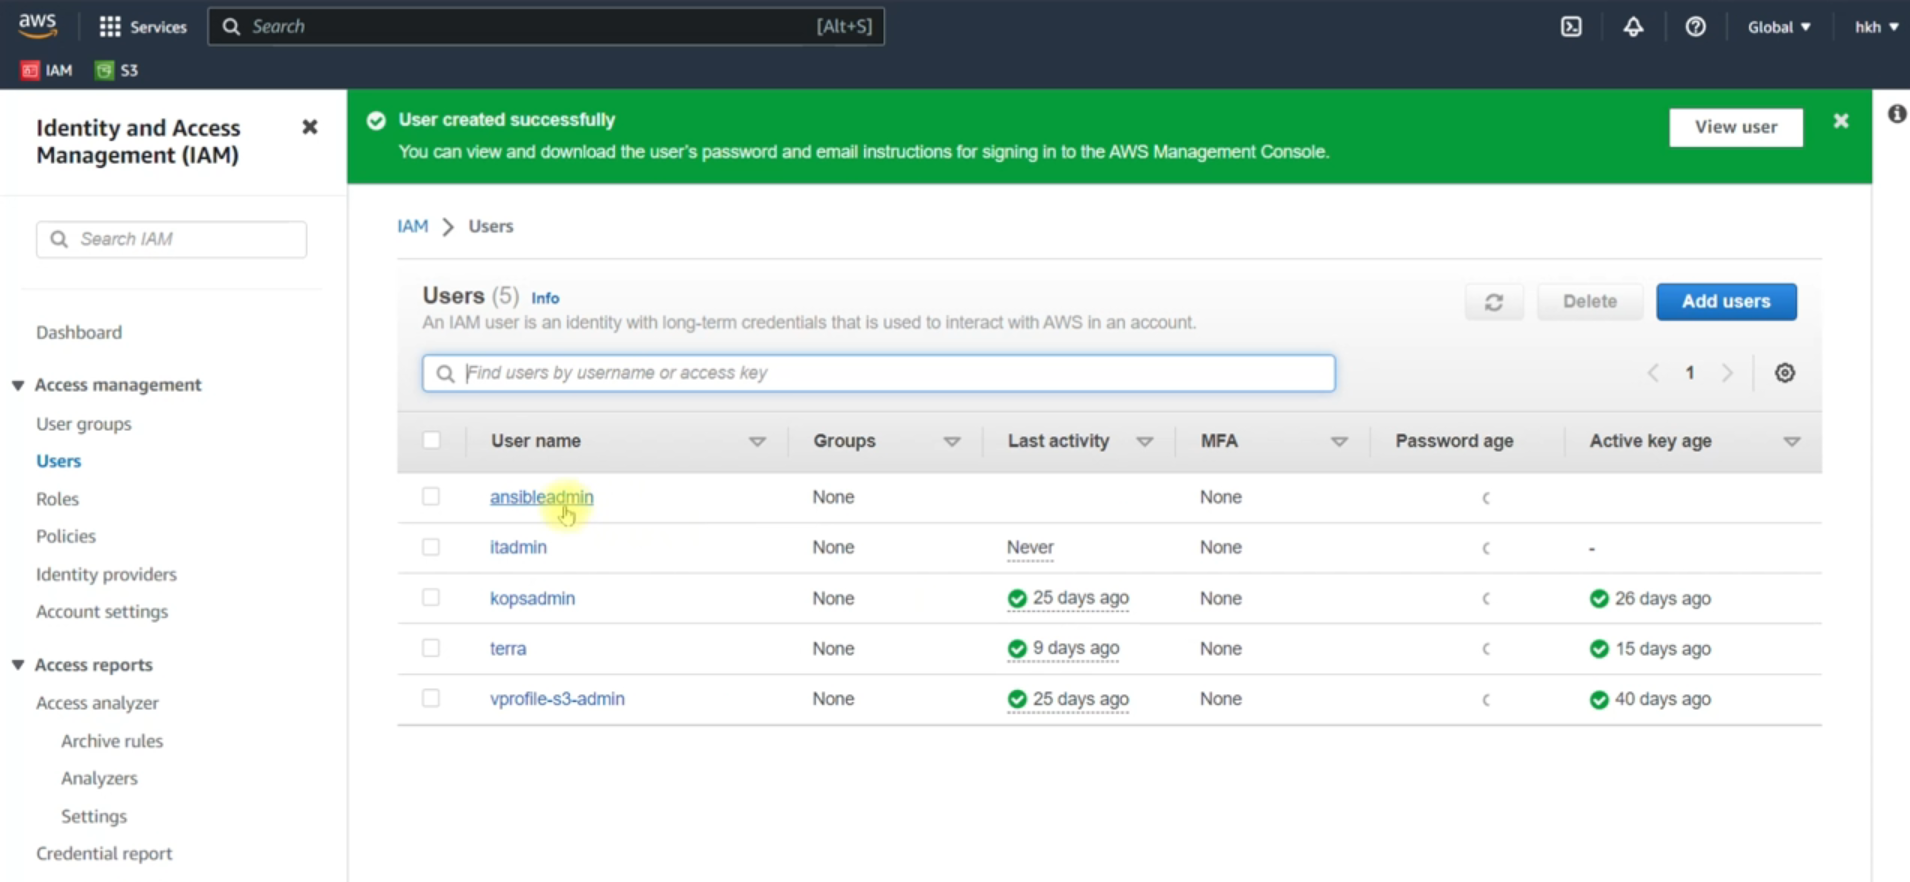 aws
Services
Search
[Alt+S]
Global
hkh
IAM
S3
Identity and Access
Management (IAM)
Search IAM
Dashboard
Access management
User groups
Users
Roles
Policies
Identity providers
Account settings
Access reports
Access analyzer
Archive rules
Analyzers
Settings
Credential report
User created successfully
You can view and download the user's password and email instructions for signing in to the AWS Management Console.
View user
IAM > Users
Users (5) Info
An IAM user is an identity with long-term credentials that is used to interact with AWS in an account.
Delete
Add users
Find users by username or access key
1
User name Groups Last activity MFA Password age Active key age
ansibleadmin None None
itadmin None Never None -
kopsadmin None 25 days ago None 26 days ago
terra None 9 days ago None 15 days ago
vprofile-s3-admin None 25 days ago None 40 days ago